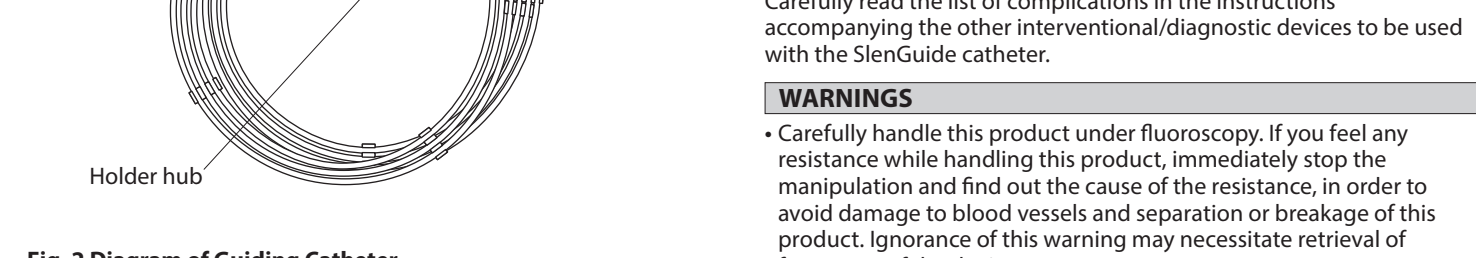 Holder hub
Fig. 2 Diagram of Guiding Catheter
Carefully read the list of complications in the instructions
accompanying the other interventional/diagnostic devices to be used
with the SlenGuide catheter.
WARNINGS
• Carefully handle this product under fluoroscopy. If you feel any
resistance while handling this product, immediately stop the
manipulation and find out the cause of the resistance, in order to
avoid damage to blood vessels and separation or breakage of this
product. Ignorance of this warning may necessitate retrieval of